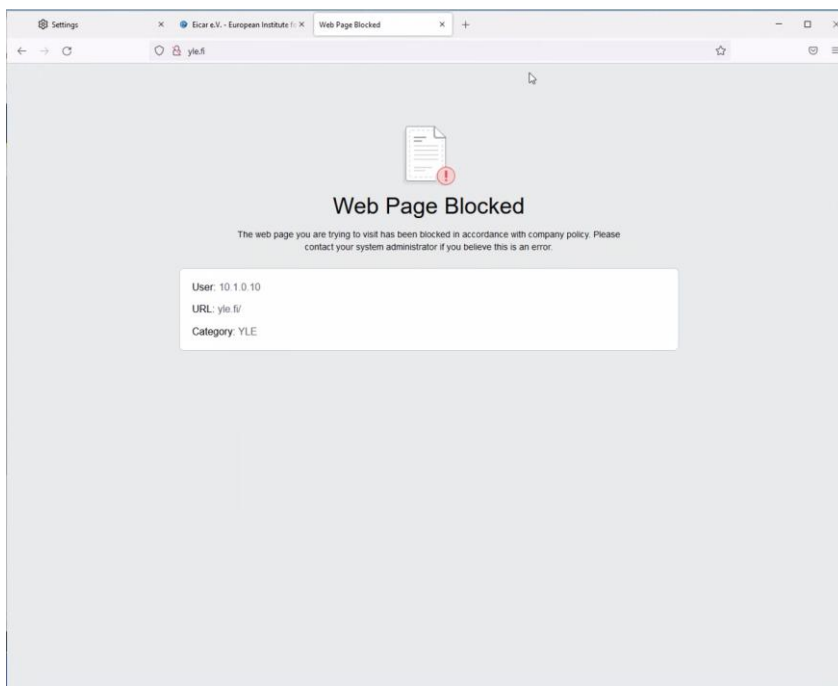 Settings
Eicar e.V. - European Institute f
Web Page Blocked
yle.fi
Web Page Blocked
The web page you are trying to visit has been blocked in accordance with company policy. Please
contact your system administrator if you believe this is an error.
User: 10.1.0.10
URL: yle.fi/
Category: YLE